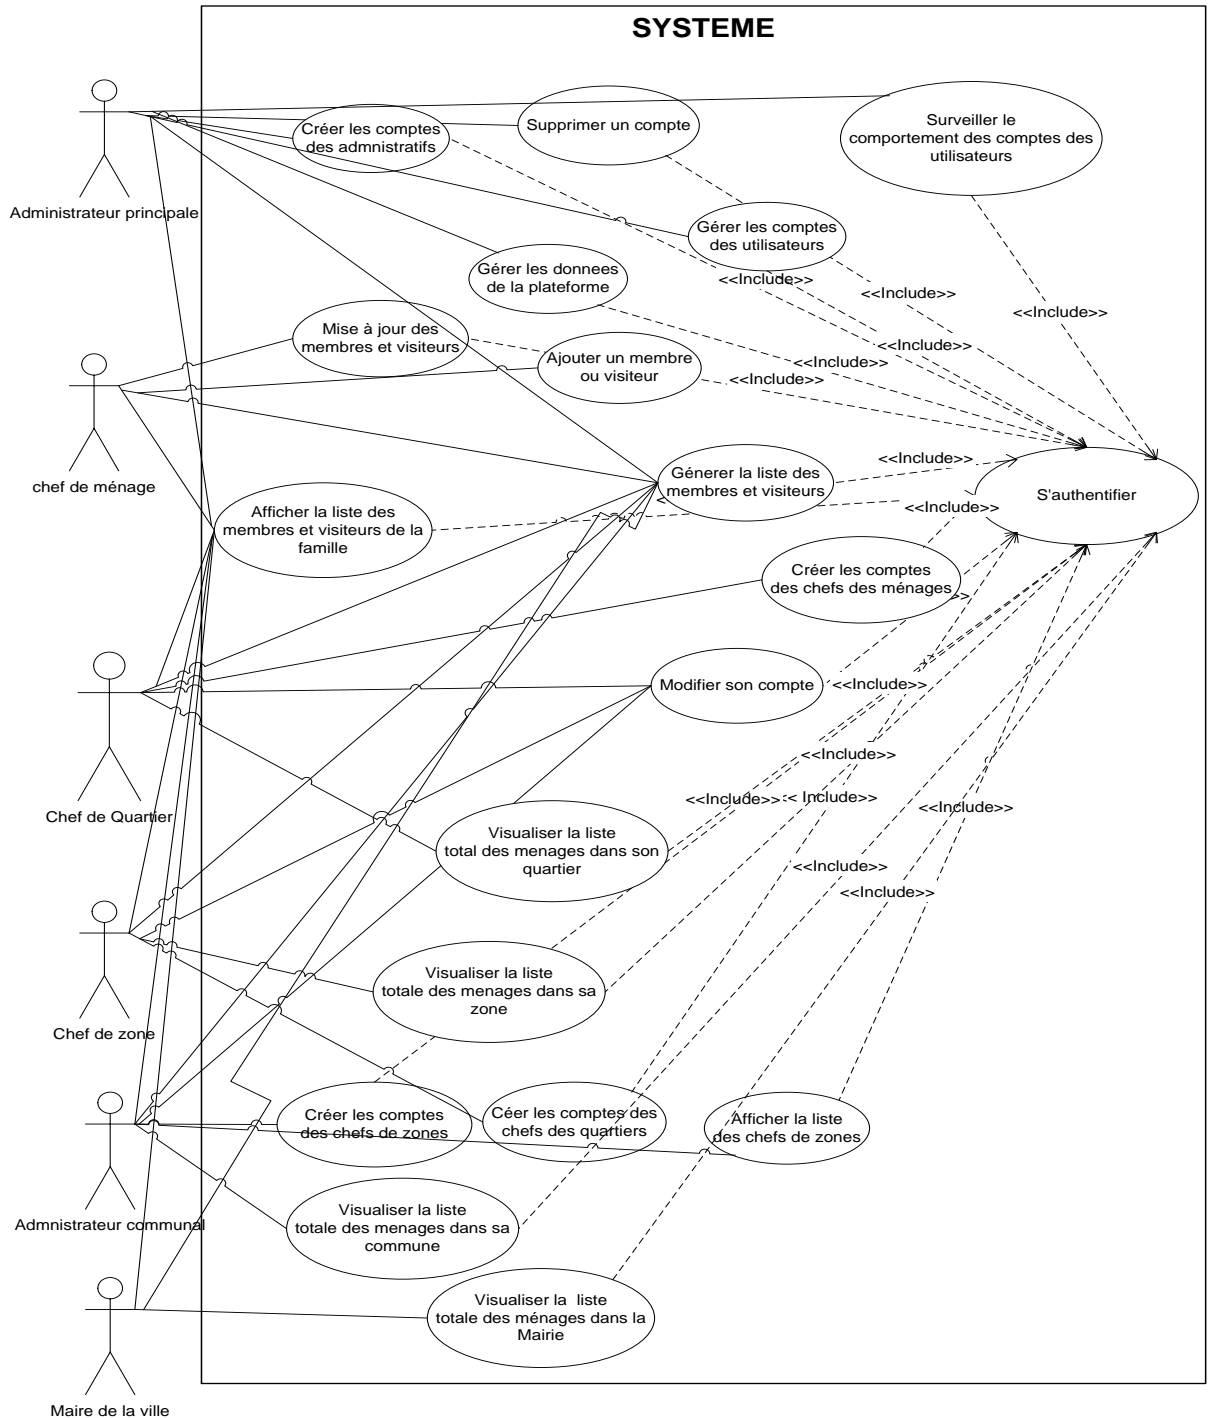 SYSTEME
Créer les comptes
des admnistratifs
Supprimer un compte
Surveiller le
comportement des comptes des
utilisateurs
Administrateur principale
Gérer les comptes
des utilisateurs
Gérer les donnees
de la plateforme
<<Include>>
<<Include>>
<<Include>>
Mise à jour des
membres et visiteurs
<<Include>>
Ajouter un membre
ou visiteur
<<Include>>
<<Include>>
chef de ménage
Génerer la liste des
membres et visiteurs
<<Include>>
S'authentifier
Afficher la liste des
membres et visiteurs de la
famille
<<Include>>
Créer les comptes
des chefs des ménages
Modifier son compte
<<Include>>
Chef de Quartier
<<Include>>
<<Include>>
<< Include>>
<<Include>>
Visualiser la liste
total des menages dans son
quartier
<<Include>>
<<Include>>
Visualiser la liste
totale des menages dans sa
zone
Chef de zone
Créer les comptes
des chefs de zones
Céer les comptes des
chefs des quartiers
Afficher la liste
des chefs de zones
Admnistrateur communal
Visualiser la liste
totale des menages dans sa
commune
Visualiser la  liste
totale des ménages dans la
Mairie
Maire de la ville